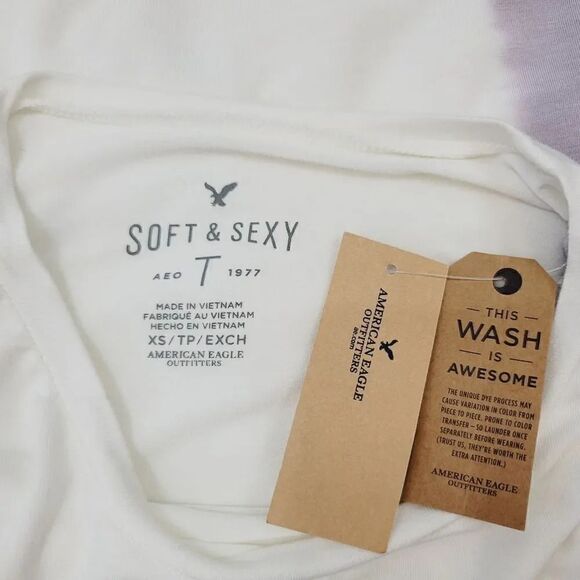 SOFT & SEXY
AEO T 1977
MADE IN VIETNAM
FABRIQUÉ AU VIETNAM
HECHO EN VIETNAM
XS/TP/EXCH
AMERICAN EAGLE
OUTFITTERS
AMERICAN EAGLE
OUTFITTERS
ae.com
THIS
WASH
IS
AWESOME
THE UNIQUE DYE PROCESS MAY
CAUSE VARIATION IN COLOR FROM
PIECE TO PIECE. PRONE TO COLOR
TRANSFER – SO LAUNDER ONCE
SEPARATELY BEFORE WEARING.
(TRUST US, THEY'RE WORTH THE
EXTRA ATTENTION.)
AMERICAN EAGLE
OUTFITTERS